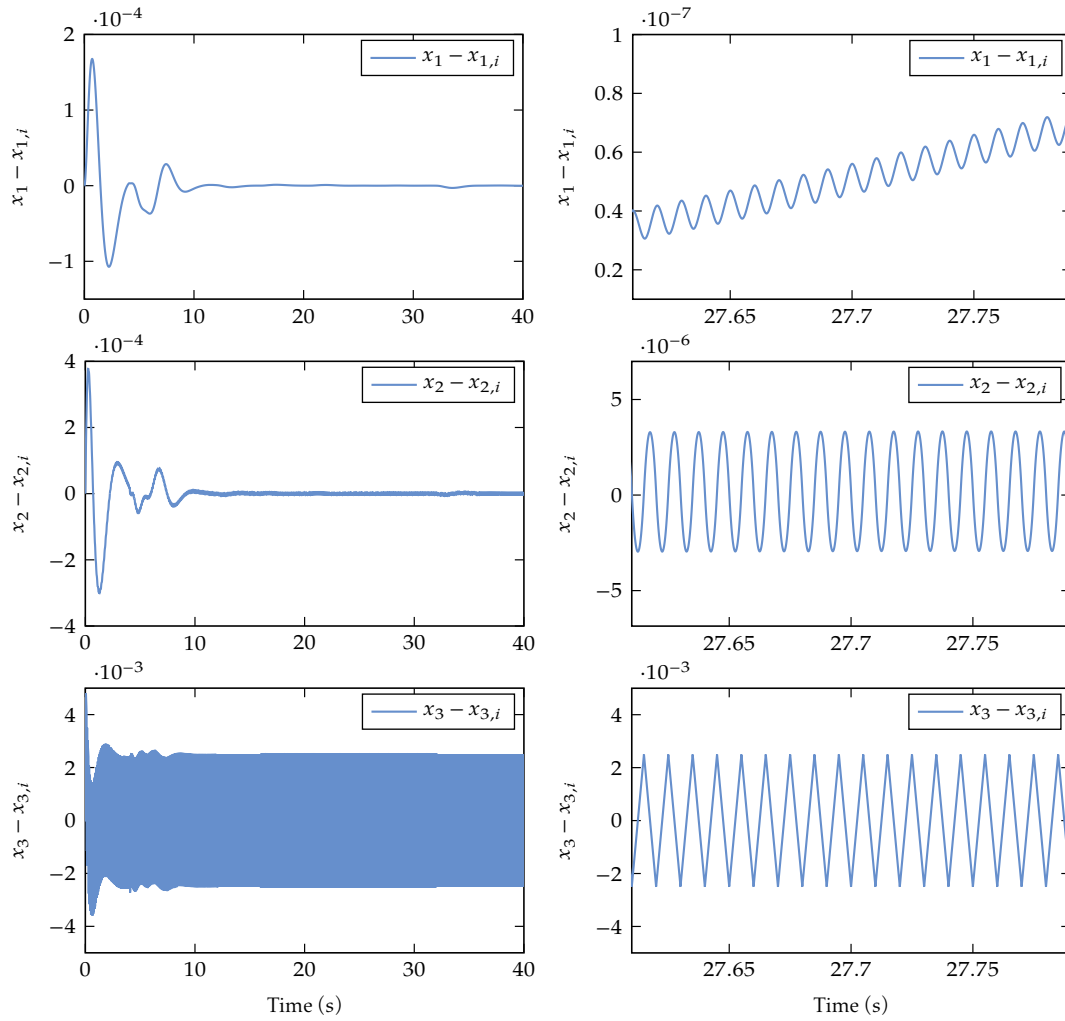 ·10⁻⁴
2
1
0
−1
x₁ − x₁,ᵢ
x₁ − x₁,ᵢ
0 10 20 30 40
·10⁻⁷
1
0.8
0.6
0.4
0.2
x₁ − x₁,ᵢ
x₁ − x₁,ᵢ
27.65 27.7 27.75
·10⁻⁴
4
2
0
−2
−4
x₂ − x₂,ᵢ
x₂ − x₂,ᵢ
0 10 20 30 40
·10⁻⁶
5
0
−5
x₂ − x₂,ᵢ
x₂ − x₂,ᵢ
27.65 27.7 27.75
·10⁻³
4
2
0
−2
−4
x₃ − x₃,ᵢ
x₃ − x₃,ᵢ
0 10 20 30 40
Time (s)
·10⁻³
4
2
0
−2
−4
x₃ − x₃,ᵢ
x₃ − x₃,ᵢ
27.65 27.7 27.75
Time (s)